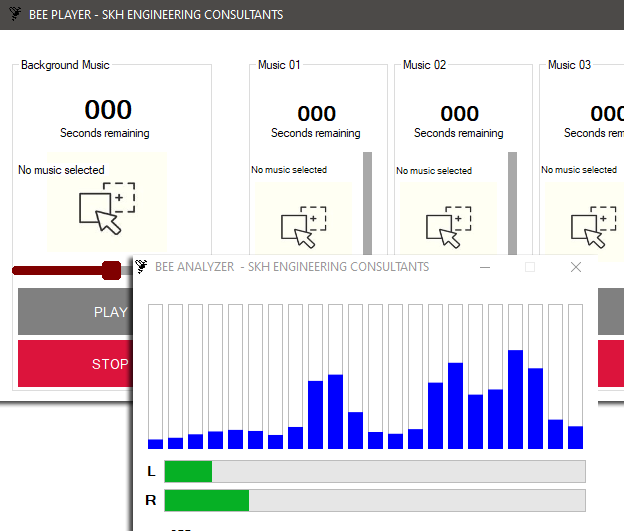 BEE PLAYER - SKH ENGINEERING CONSULTANTS
Background Music
000
Seconds remaining
No music selected
PLAY
STOP
Music 01
000
Seconds remaining
No music selected
Music 02
000
Seconds remaining
No music selected
Music 03
000
Seconds rema
No music selected
BEE ANALYZER - SKH ENGINEERING CONSULTANTS
L
R